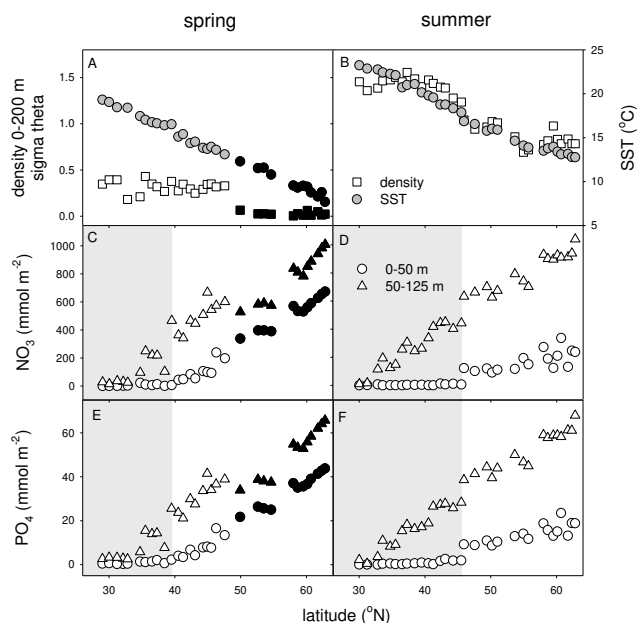 spring summer
A
B
density 0-200 m
sigma theta
1.5
1.0
0.5
0.0
25
20
15
10
5
SST (°C)
density
SST
C
D
NO3 (mmol m-2)
1000
800
600
400
200
0
0-50 m
50-125 m
E
F
PO4 (mmol m-2)
60
40
20
0
30 40 50 60 30 40 50 60
latitude (oN)